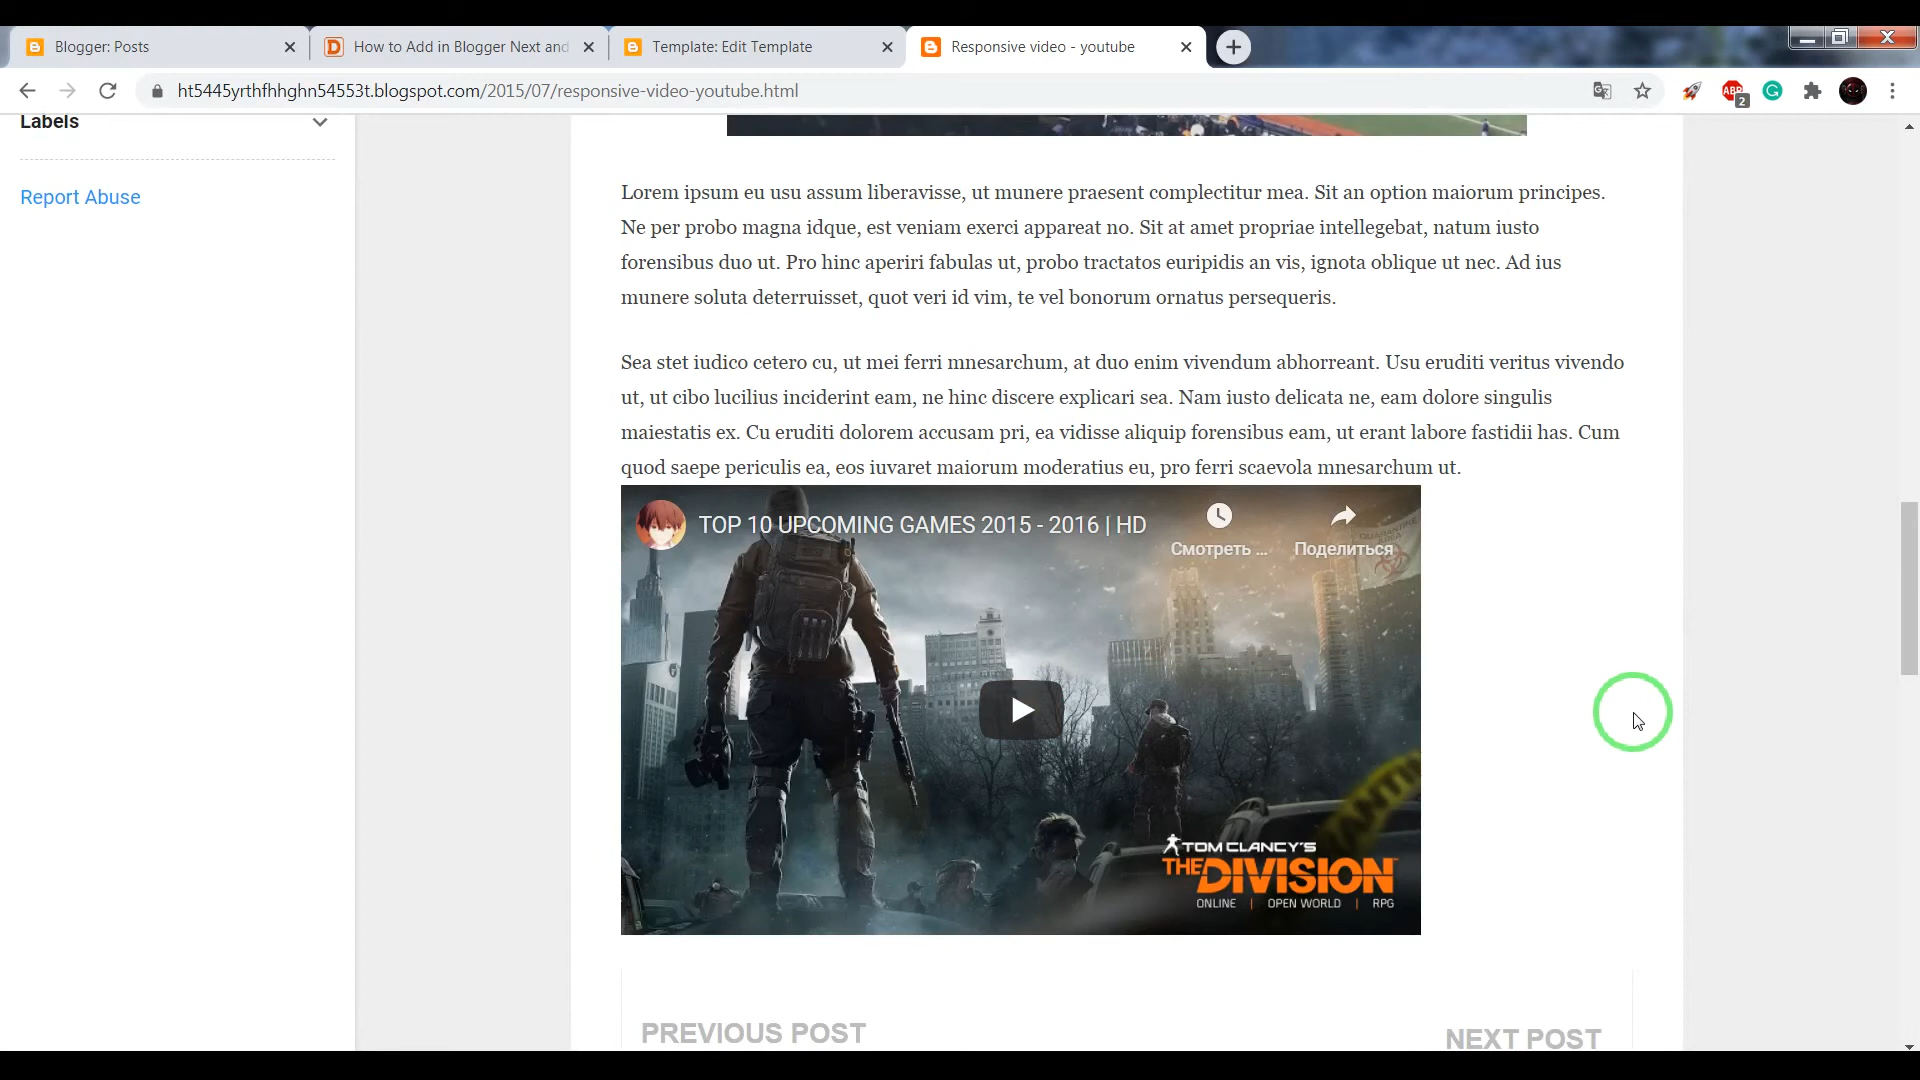 Blogger: Posts
How to Add in Blogger Next and
Template: Edit Template
Responsive video - youtube
ht5445yrthfhhghn54553t.blogspot.com/2015/07/responsive-video-youtube.html
ABP
2
Labels
Report Abuse
Lorem ipsum eu usu assum liberavisse, ut munere praesent complectitur mea. Sit an option maiorum principes.
Ne per probo magna idque, est veniam exerci appareat no. Sit at amet propriae intellegebat, natum iusto
forensibus duo ut. Pro hinc aperiri fabulas ut, probo tractatos euripidis an vis, ignota oblique ut nec. Ad ius
munere soluta deterruisset, quot veri id vim, te vel bonorum ornatus persequeris.
Sea stet iudico cetero cu, ut mei ferri mnesarchum, at duo enim vivendum abhorreant. Usu eruditi veritus vivendo
ut, ut cibo lucilius inciderint eam, ne hinc discere explicari sea. Nam iusto delicata ne, eam dolore singulis
maiestatis ex. Cu eruditi dolorem accusam pri, ea vidisse aliquip forensibus eam, ut erant labore fastidii has. Cum
quod saepe periculis ea, eos iuvaret maiorum moderatius eu, pro ferri scaevola mnesarchum ut.
TOP 10 UPCOMING GAMES 2015 - 2016 | HD
Смотреть ...
Поделиться
TOM CLANCY'S
THE DIVISION
ONLINE | OPEN WORLD | RPG
PREVIOUS POST
NEXT POST